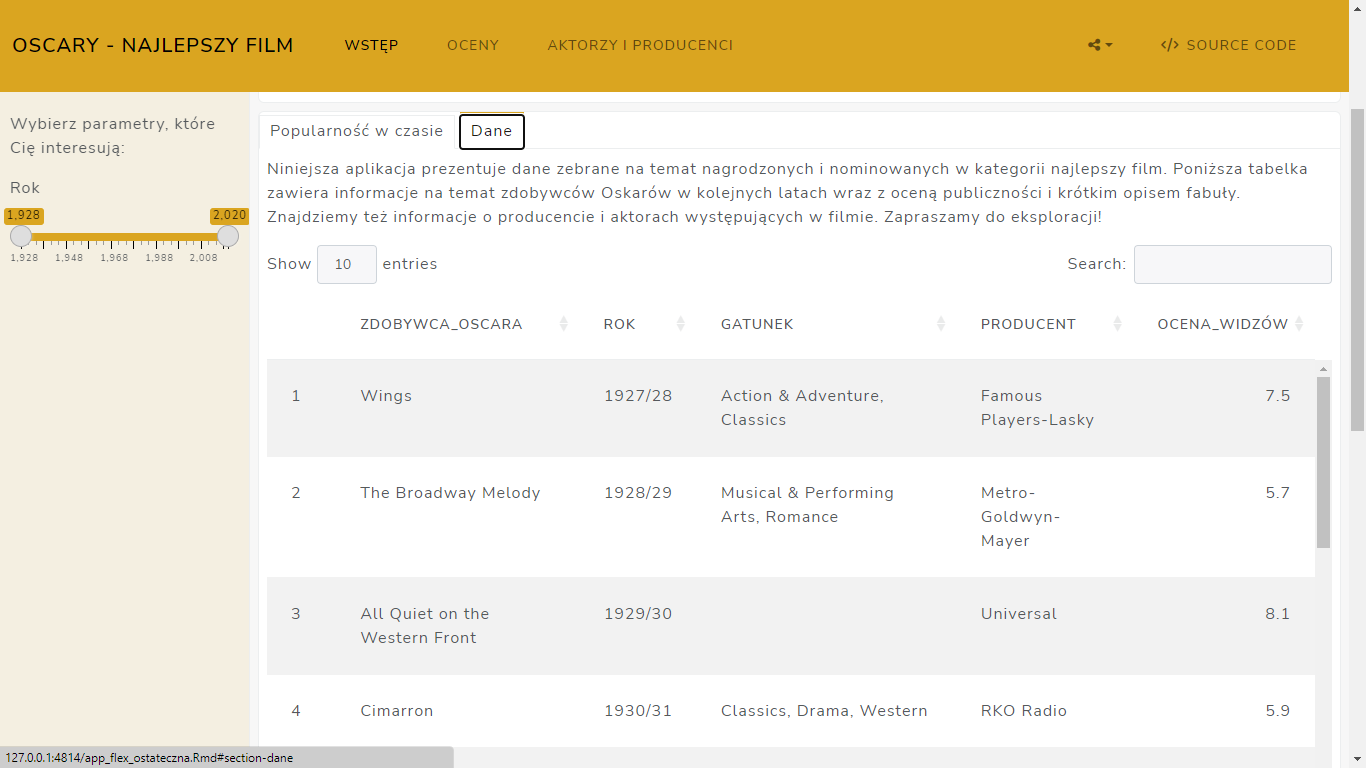 OSCARY - NAJLEPSZY FILM WSTĘP OCENY AKTORZY I PRODUCENCI SOURCE CODE
Wybierz parametry, które
Cię interesują:
Rok
1,928 2,020
1,928 1,948 1,968 1,988 2,008
Popularność w czasie Dane
Niniejsza aplikacja prezentuje dane zebrane na temat nagrodzonych i nominowanych w kategorii najlepszy film. Poniższa tabelka
zawiera informacje na temat zdobywców Oskarów w kolejnych latach wraz z oceną publiczności i krótkim opisem fabuły.
Znajdziemy też informacje o producencie i aktorach występujących w filmie. Zapraszamy do eksploracji!
Show 10 entries Search:
ZDOBYWCA_OSCARA ROK GATUNEK PRODUCENT OCENA_WIDZÓW
1 Wings 1927/28 Action & Adventure, Famous 7.5
Classics Players-Lasky
2 The Broadway Melody 1928/29 Musical & Performing Metro- 5.7
Arts, Romance Goldwyn-
Mayer
3 All Quiet on the 1929/30 Universal 8.1
Western Front
4 Cimarron 1930/31 Classics, Drama, Western RKO Radio 5.9
127.0.0.1:4814/app_flex_ostateczna.Rmd#section-dane